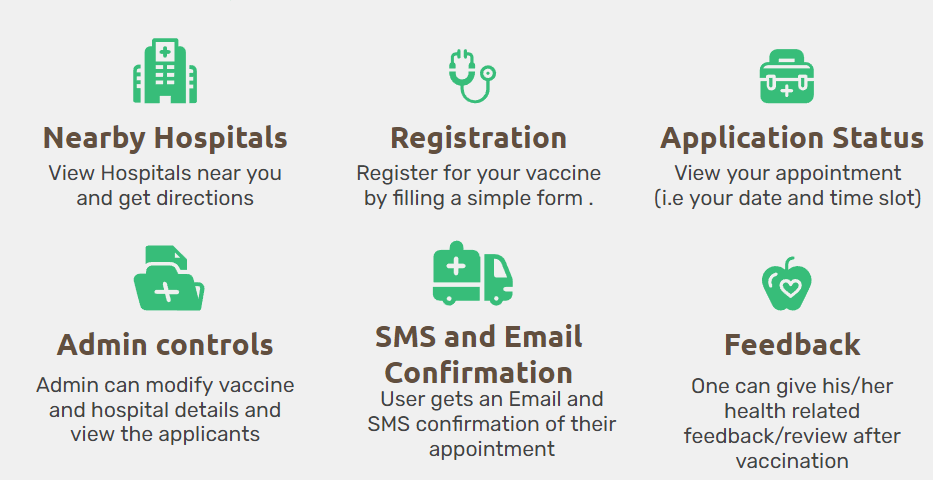 Nearby Hospitals
View Hospitals near you
and get directions
Registration
Register for your vaccine
by filling a simple form .
Application Status
View your appointment
(i.e your date and time slot)
Admin controls
Admin can modify vaccine
and hospital details and
view the applicants
SMS and Email
Confirmation
User gets an Email and
SMS confirmation of their
appointment
Feedback
One can give his/her
health related
feedback/review after
vaccination